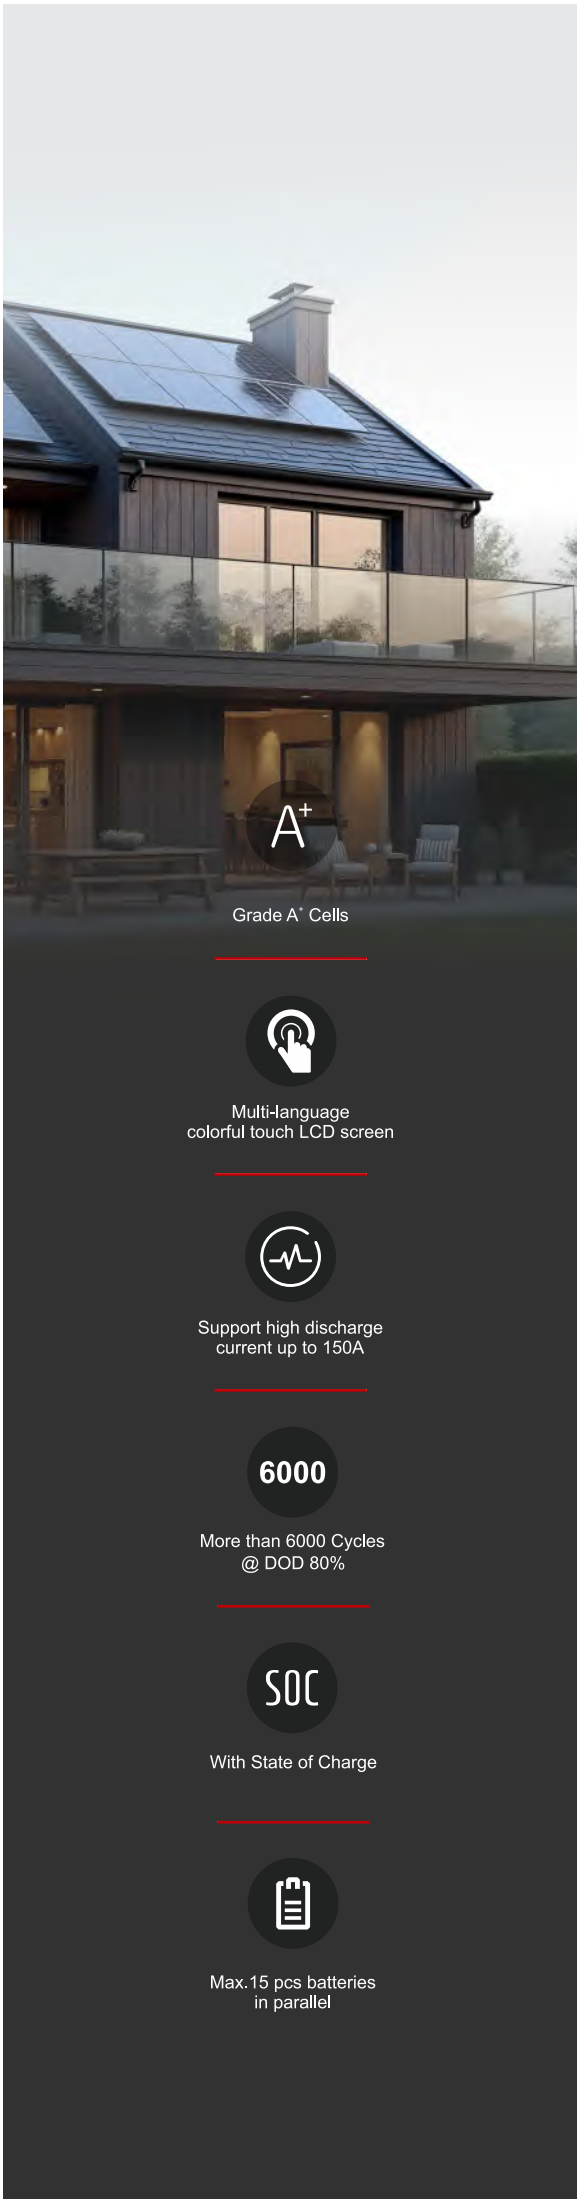 A⁺
Grade A⁺ Cells
Multi-language
colorful touch LCD screen
Support high discharge
current up to 150A
6000
More than 6000 Cycles
@ DOD 80%
SOC
With State of Charge
Max.15 pcs batteries
in parallel